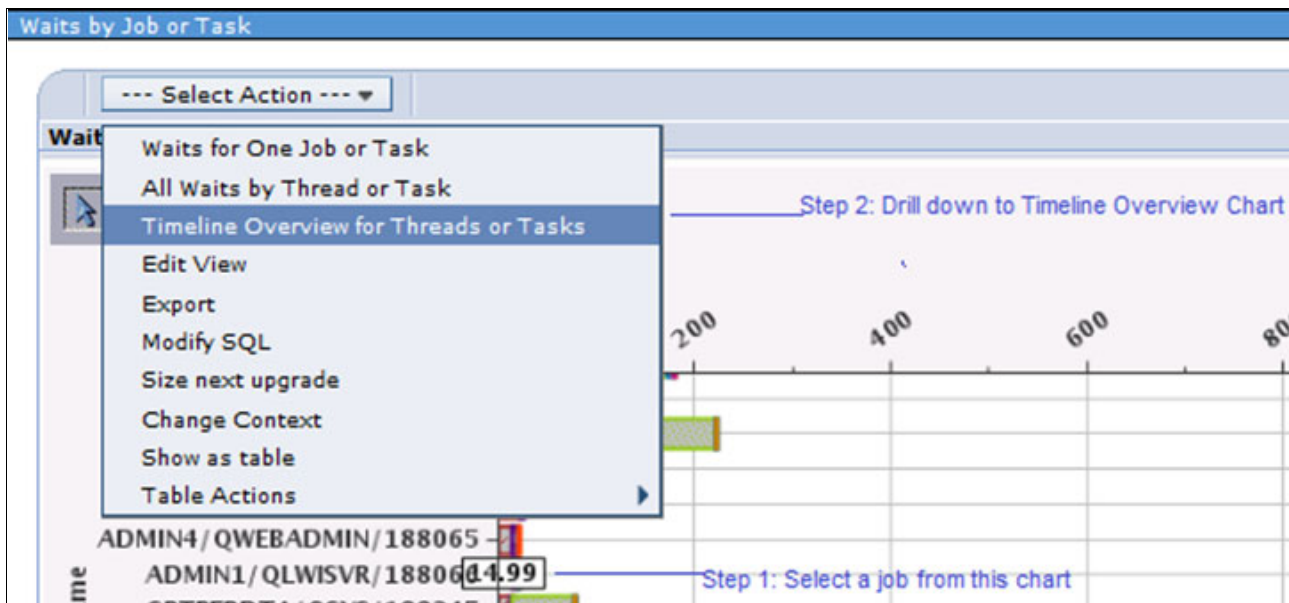 Waits by Job or Task
--- Select Action ---
Wait
Waits for One Job or Task
All Waits by Thread or Task
Timeline Overview for Threads or Tasks
Edit View
Export
Modify SQL
Size next upgrade
Change Context
Show as table
Table Actions
Step 2: Drill down to Timeline Overview Chart
200
400
600
ADMIN4/QWEBADMIN/188065
ADMIN1/QLWISVR/18806
14.99
Step 1: Select a job from this chart
me